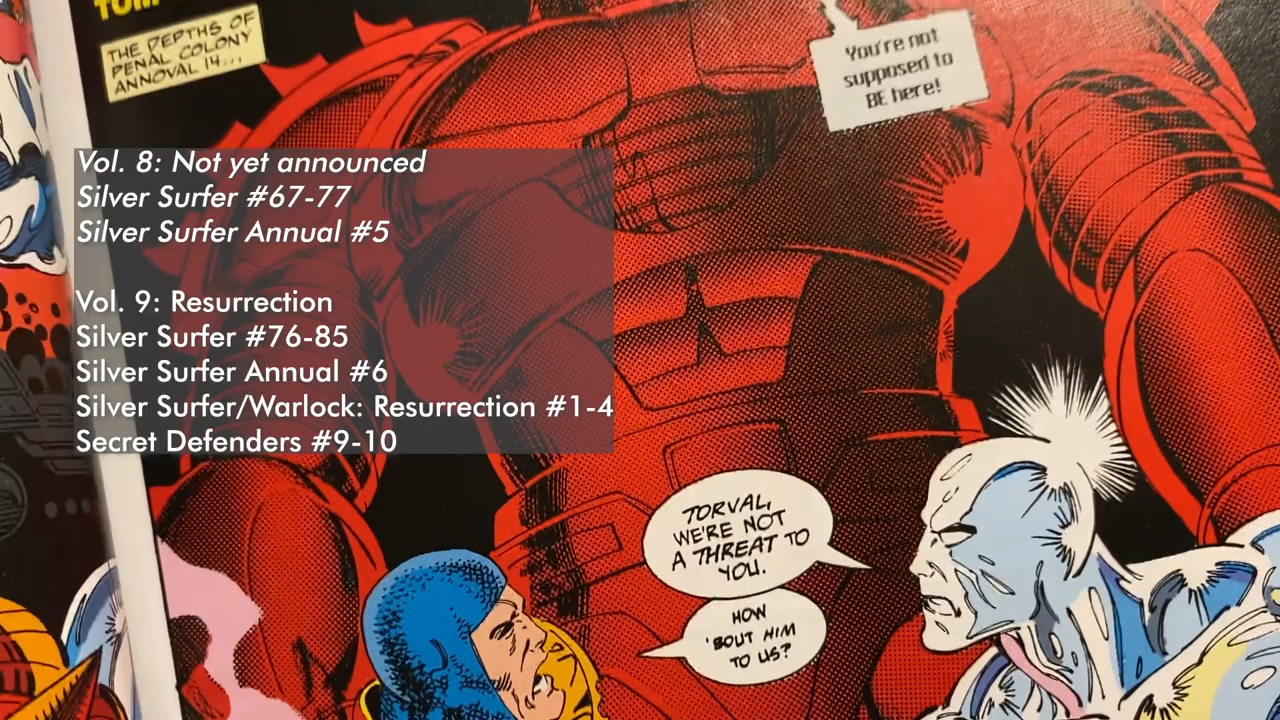 TOM
THE DEPTHS OF
PENAL COLONY
ANNOVAL 14...
You're not
supposed to
BE here!
Vol. 8: Not yet announced
Silver Surfer #67-77
Silver Surfer Annual #5
Vol. 9: Resurrection
Silver Surfer #76-85
Silver Surfer Annual #6
Silver Surfer/Warlock: Resurrection #1-4
Secret Defenders #9-10
TORVAL,
WE'RE NOT
A THREAT TO
YOU.
HOW
'BOUT HIM
TO US?